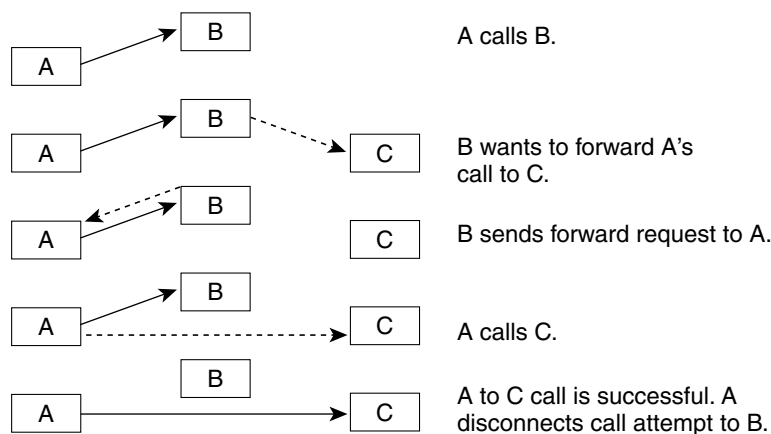 B
A
A calls B.
B
A
C
B wants to forward A's
call to C.
B
A
C
B sends forward request to A.
B
A
C
A calls C.
B
A
C
A to C call is successful. A
disconnects call attempt to B.